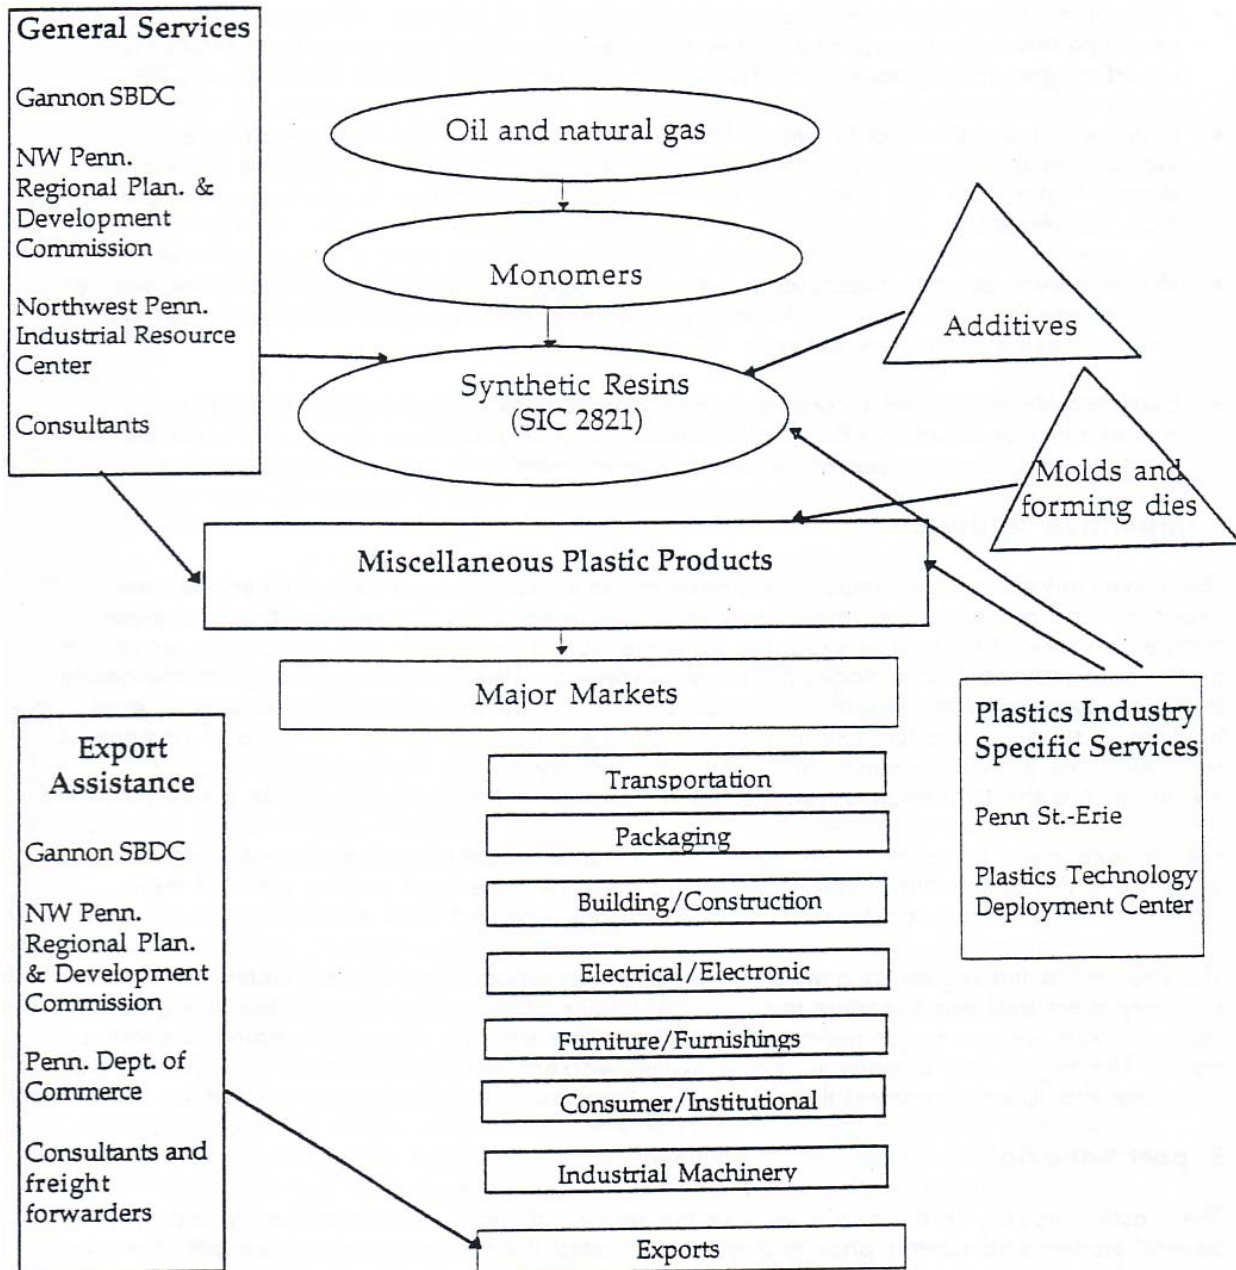 General Services
Gannon SBDC
NW Penn.
Regional Plan. &
Development
Commission
Northwest Penn.
Industrial Resource
Center
Consultants
Oil and natural gas
Monomers
Synthetic Resins
(SIC 2821)
Additives
Molds and
forming dies
Miscellaneous Plastic Products
Major Markets
Transportation
Packaging
Building/Construction
Electrical/Electronic
Furniture/Furnishings
Consumer/Institutional
Industrial Machinery
Exports
Plastics Industry
Specific Services
Penn St.-Erie
Plastics Technology
Deployment Center
Export
Assistance
Gannon SBDC
NW Penn.
Regional Plan.
& Development
Commission
Penn. Dept. of
Commerce
Consultants and
freight
forwarders